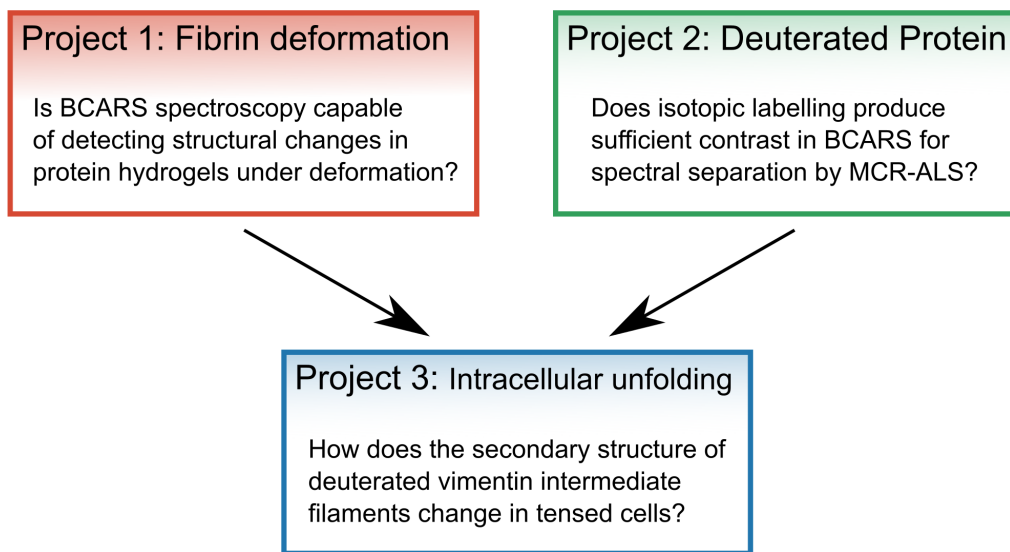 Project 1: Fibrin deformation
Is BCARS spectroscopy capable
of detecting structural changes in
protein hydrogels under deformation?
Project 2: Deuterated Protein
Does isotopic labelling produce
sufficient contrast in BCARS for
spectral separation by MCR-ALS?
Project 3: Intracellular unfolding
How does the secondary structure of
deuterated vimentin intermediate
filaments change in tensed cells?